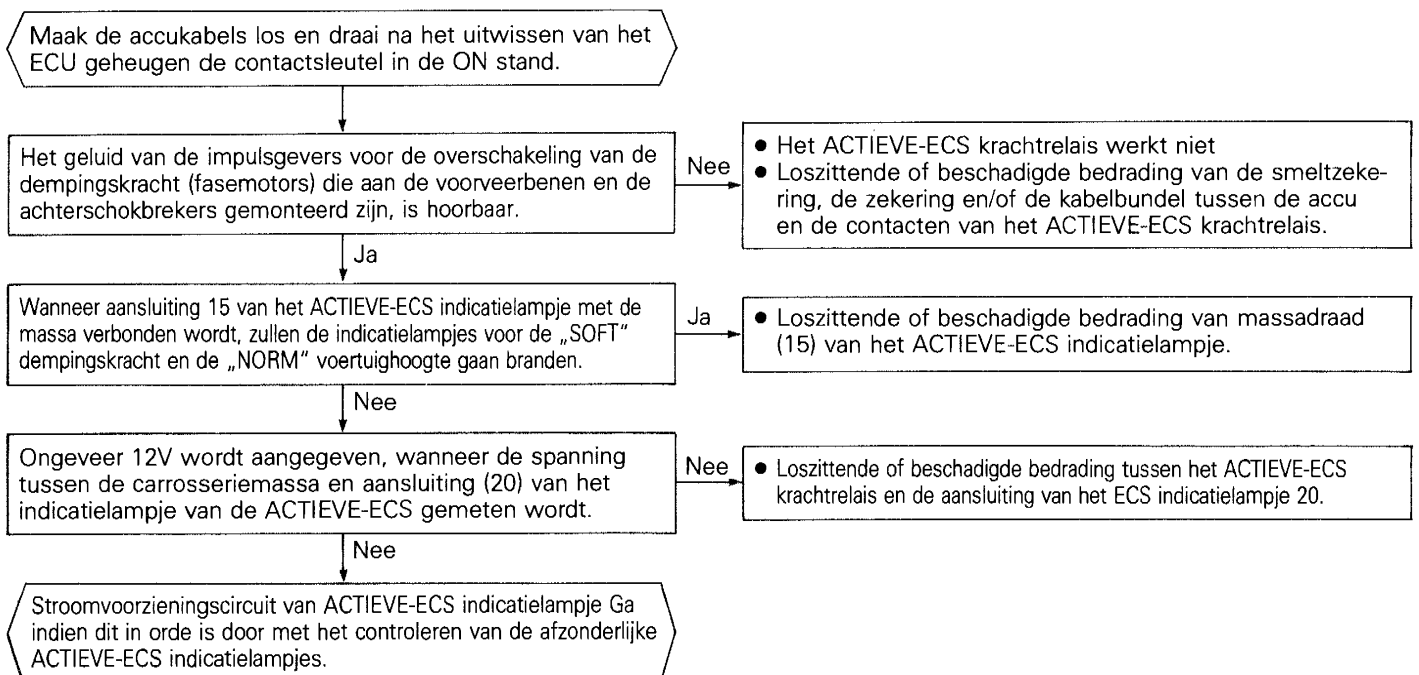 Maak de accukabels los en draai na het uitwissen van het
ECU geheugen de contactsleutel in de ON stand.
Het geluid van de impulsgevers voor de overschakeling van de
dempingskracht (fasemotors) die aan de voorveerbenen en de
achterschokbrekers gemonteerd zijn, is hoorbaar.
Nee
● Het ACTIEVE-ECS krachtrelais werkt niet
● Loszittende of beschadigde bedrading van de smeltzeke-
ring, de zekering en/of de kabelbundel tussen de accu
en de contacten van het ACTIEVE-ECS krachtrelais.
Ja
Wanneer aansluiting 15 van het ACTIEVE-ECS indicatielampje met de
massa verbonden wordt, zullen de indicatielampjes voor de „SOFT"
dempingskracht en de „NORM" voertuighoogte gaan branden.
Ja
● Loszittende of beschadigde bedrading van massadraad
(15) van het ACTIEVE-ECS indicatielampje.
Nee
Ongeveer 12V wordt aangegeven, wanneer de spanning
tussen de carrosseriemassa en aansluiting (20) van het
indicatielampje van de ACTIEVE-ECS gemeten wordt.
Nee
● Loszittende of beschadigde bedrading tussen het ACTIEVE-ECS
krachtrelais en de aansluiting van het ECS indicatielampje 20.
Nee
Stroomvoorzieningscircuit van ACTIEVE-ECS indicatielampje Ga
indien dit in orde is door met het controleren van de afzonderlijke
ACTIEVE-ECS indicatielampjes.